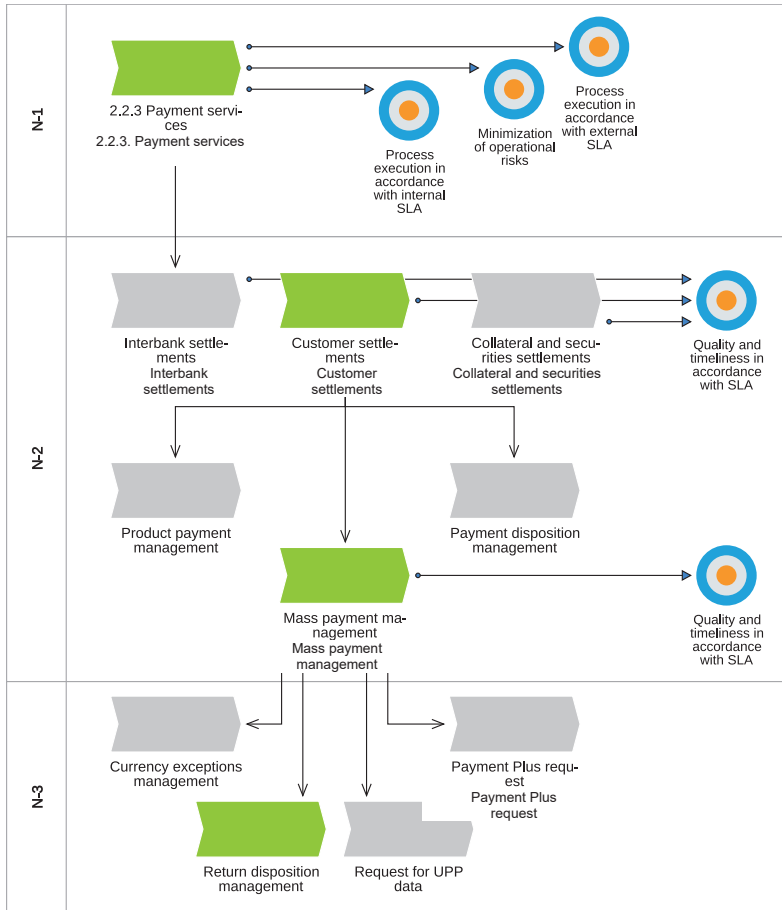 N-1
2.2.3 Payment servi-
ces
2.2.3. Payment services
Process
execution in
accordance
with internal
SLA
Minimization
of operational
risks
Process
execution in
accordance
with external
SLA
N-2
Interbank settle-
ments
Interbank
settlements
Customer settle-
ments
Customer
settlements
Collateral and secu-
rities settlements
Collateral and securities
settlements
Quality and
timeliness in
accordance
with SLA
Product payment
management
Payment disposition
management
Mass payment ma-
nagement
Mass payment
management
Quality and
timeliness in
accordance
with SLA
N-3
Currency exceptions
management
Payment Plus requ-
est
Payment Plus
request
Return disposition
management
Request for UPP
data